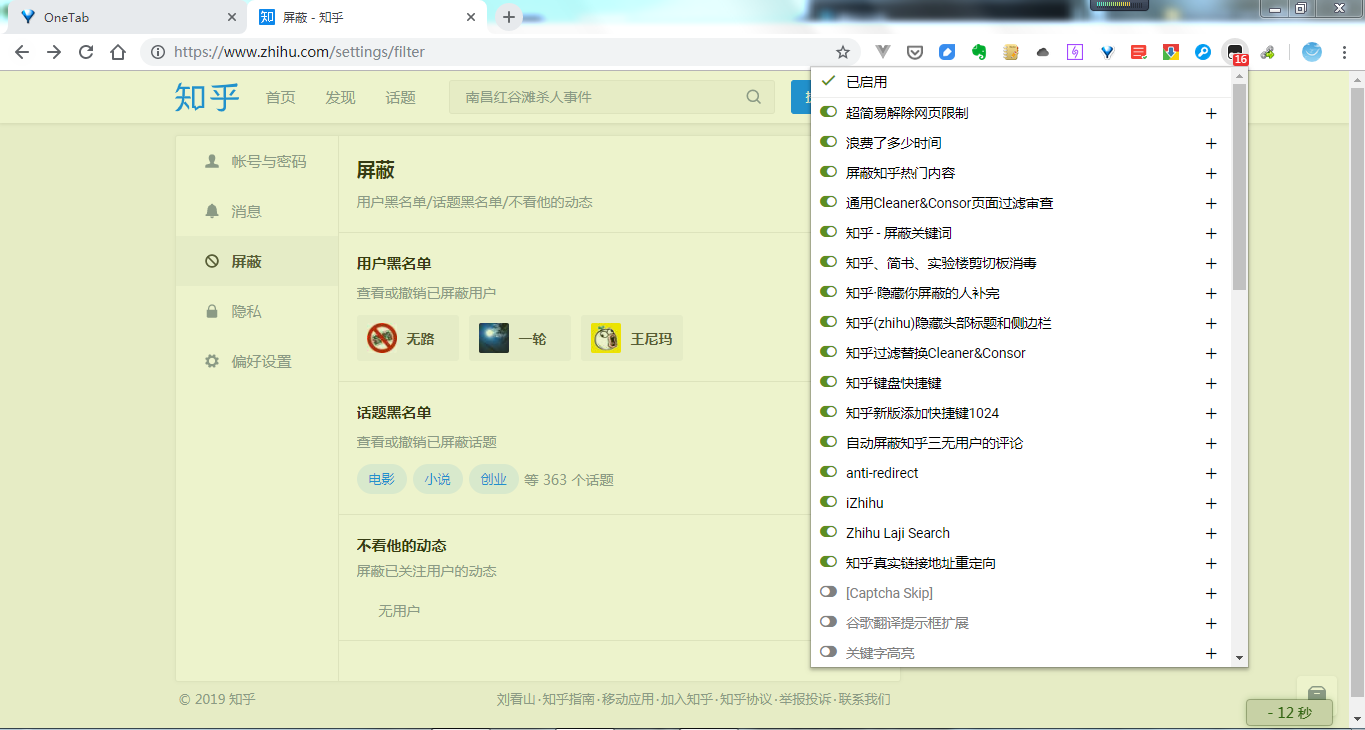 OneTab
知 屏蔽 - 知乎
https://www.zhihu.com/settings/filter
16
知乎
首页 发现 话题
南昌红谷滩杀人事件
帐号与密码
消息
屏蔽
隐私
偏好设置
屏蔽
用户黑名单/话题黑名单/不看他的动态
用户黑名单
查看或撤销已屏蔽用户
无路 一轮 王尼玛
话题黑名单
查看或撤销已屏蔽话题
电影 小说 创业 等 363 个话题
不看他的动态
屏蔽已关注用户的动态
无用户
已启用
超简易解除网页限制
浪费了多少时间
屏蔽知乎热门内容
通用Cleaner&Consor页面过滤审查
知乎 - 屏蔽关键词
知乎、简书、实验楼剪切板消毒
知乎·隐藏你屏蔽的人补完
知乎(zhihu)隐藏头部标题和侧边栏
知乎过滤替换Cleaner&Consor
知乎键盘快捷键
知乎新版添加快捷键1024
自动屏蔽知乎三无用户的评论
anti-redirect
iZhihu
Zhihu Laji Search
知乎真实链接地址重定向
[Captcha Skip]
谷歌翻译提示框扩展
关键字高亮
© 2019 知乎
刘看山·知乎指南·移动应用·加入知乎·知乎协议·举报投诉·联系我们
- 12 秒